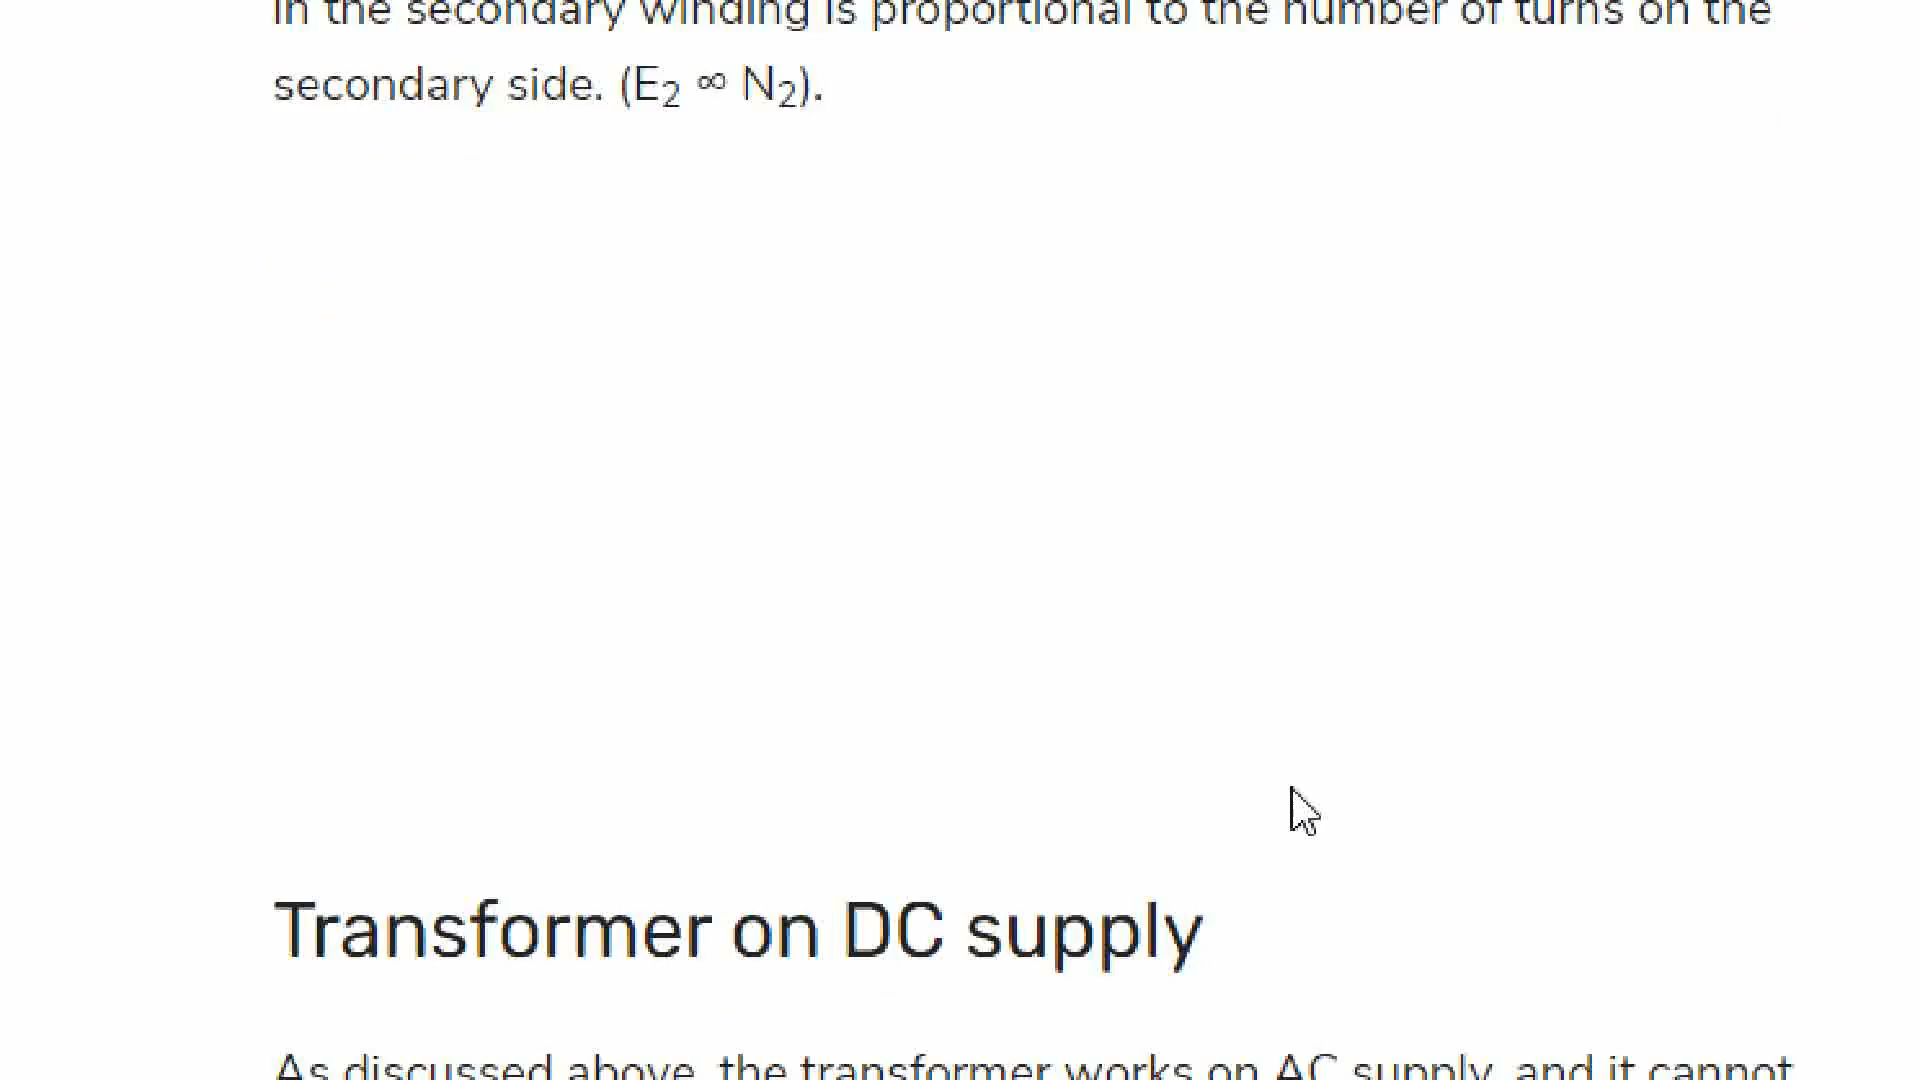 in the secondary winding is proportional to the number of turns on the
secondary side. (E₂ ∞ N₂).
Transformer on DC supply
As discussed above, the transformer works on AC supply, and it cannot